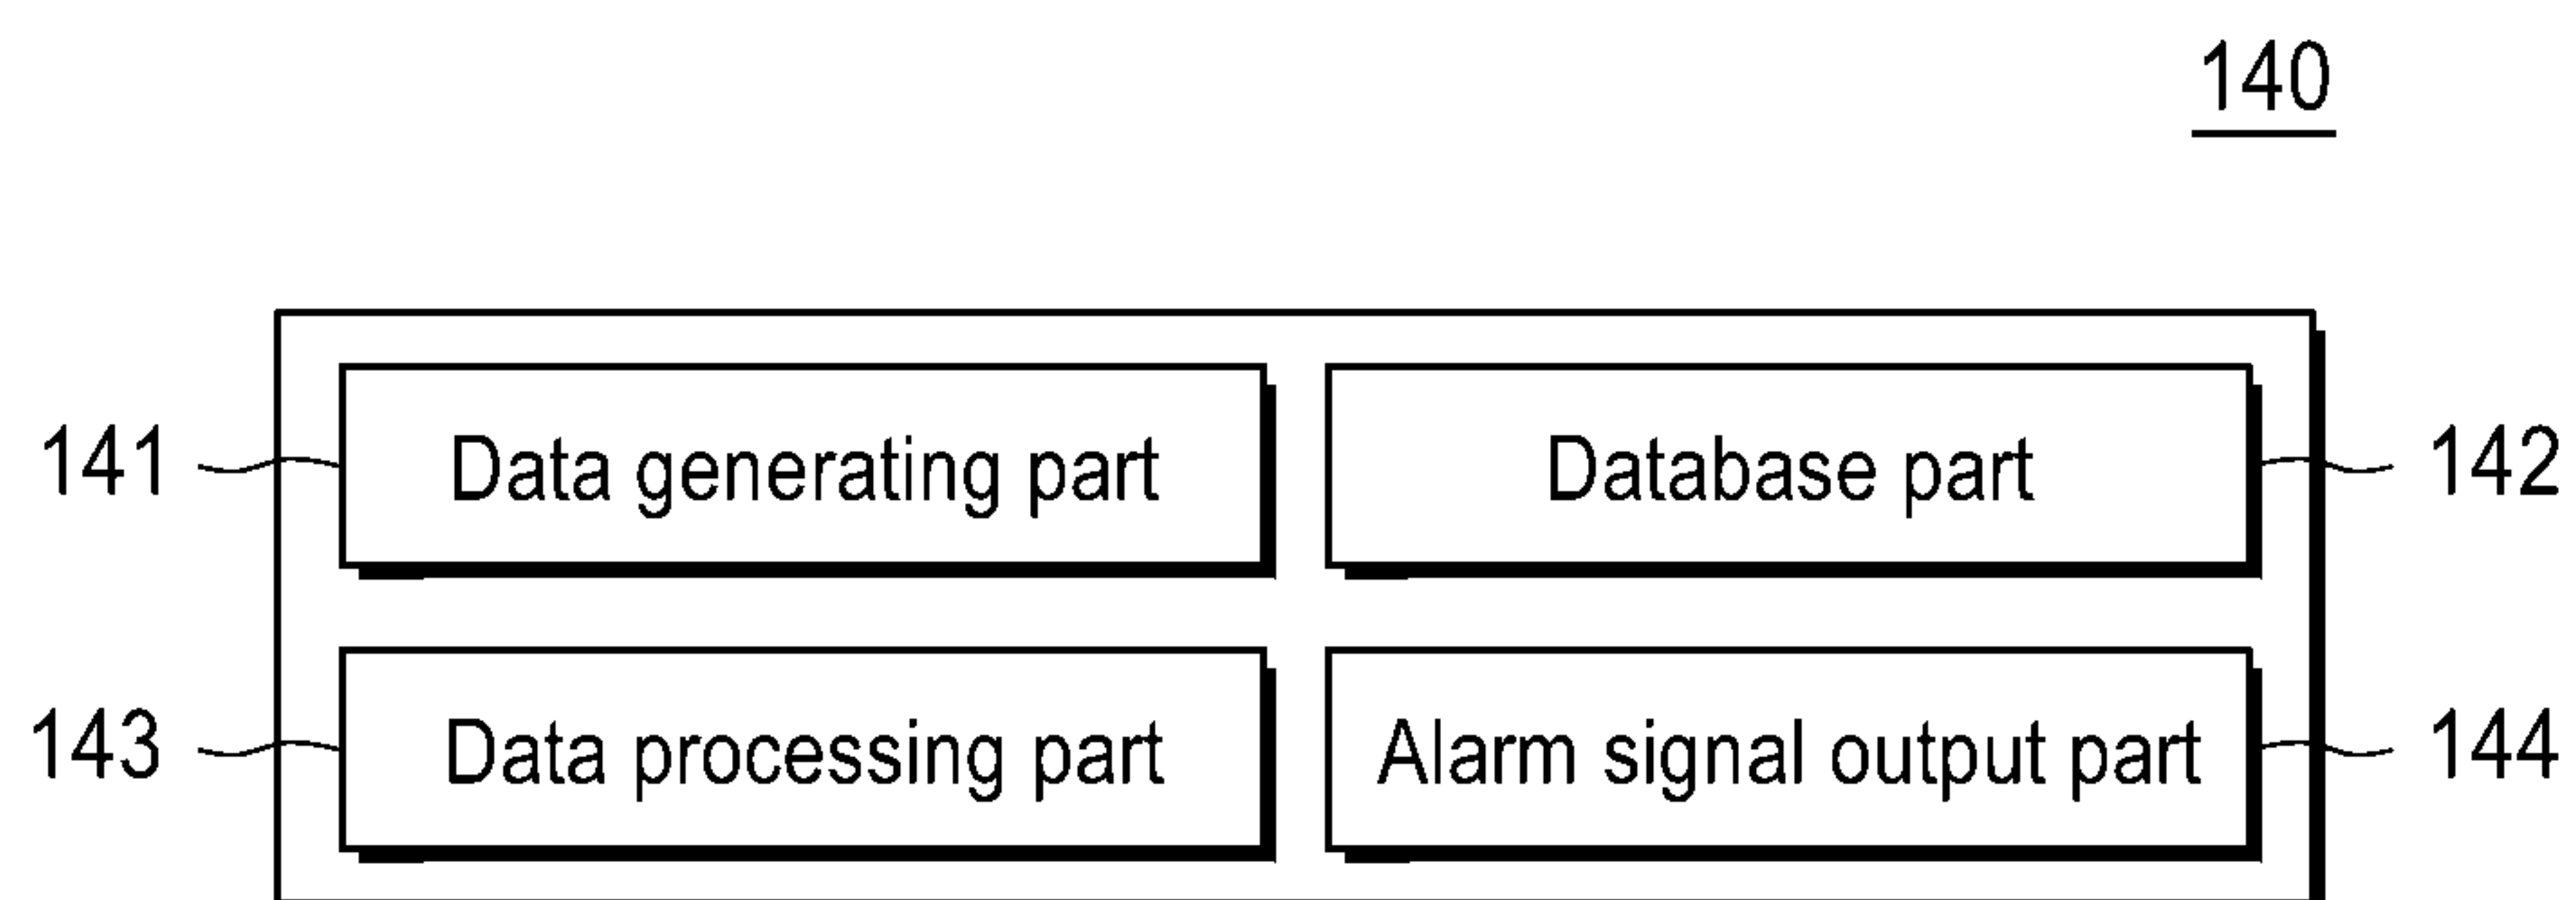 140
141 Data generating part Database part 142
143 Data processing part Alarm signal output part 144